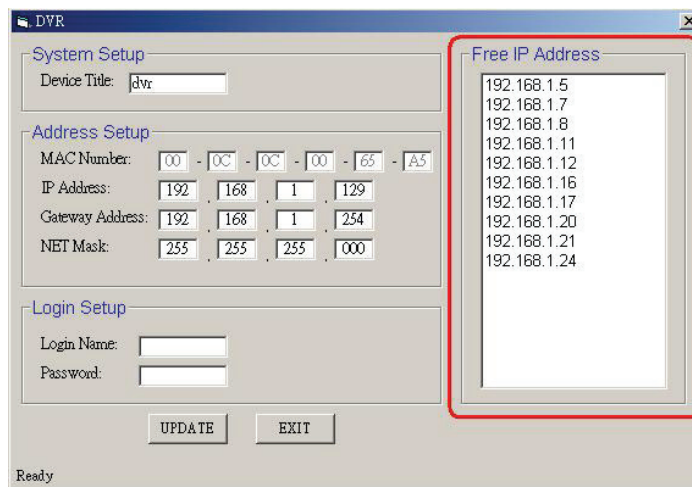 DVR
System Setup
Device Title: dvr
Address Setup
MAC Number: 00 - 0C - 0C - 00 - 65 - A5
IP Address: 192 . 168 . 1 . 129
Gateway Address: 192 . 168 . 1 . 254
NET Mask: 255 . 255 . 255 . 000
Login Setup
Login Name:
Password:
UPDATE EXIT
Ready
Free IP Address
192.168.1.5
192.168.1.7
192.168.1.8
192.168.1.11
192.168.1.12
192.168.1.16
192.168.1.17
192.168.1.20
192.168.1.21
192.168.1.24